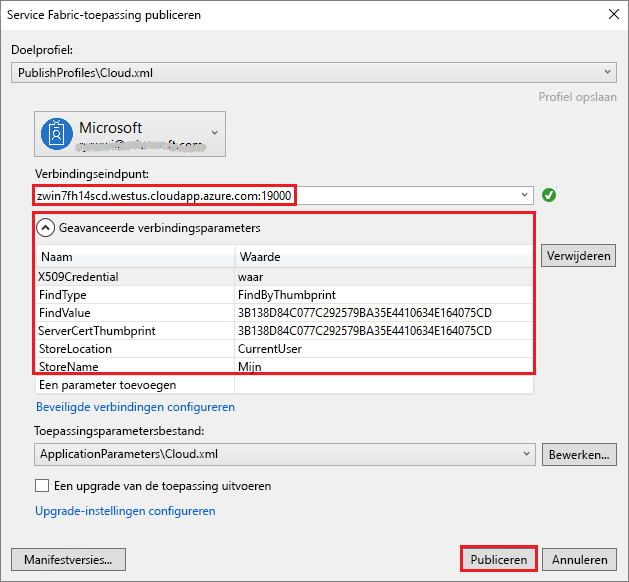 Service Fabric-toepassing publiceren
Doelprofiel:
PublishProfiles\Cloud.xml
Profiel opslaan
Microsoft
Verbindingseindpunt:
zwin7fh14scd.westus.cloudapp.azure.com:19000
Geavanceerde verbindingsparameters
Naam Waarde
Verwijderen
X509Credential waar
FindType FindByThumbprint
FindValue 3B138D84C077C292579BA35E4410634E164075CD
ServerCertThumbprint 3B138D84C077C292579BA35E4410634E164075CD
StoreLocation CurrentUser
StoreName Mijn
Een parameter toevoegen
Beveiligde verbindingen configureren
Toepassingsparametersbestand:
ApplicationParameters\Cloud.xml Bewerken...
Een upgrade van de toepassing uitvoeren
Upgrade-instellingen configureren
Manifestversies... Publiceren Annuleren